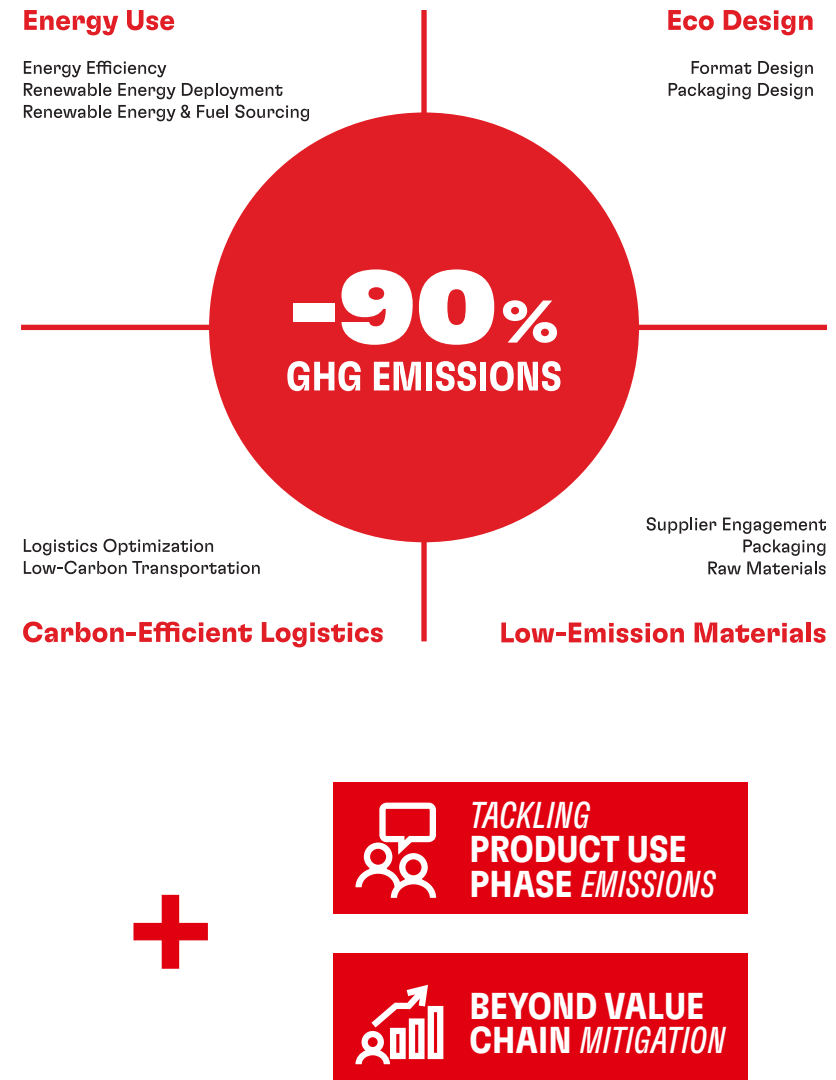 Energy Use
Energy Efficiency
Renewable Energy Deployment
Renewable Energy & Fuel Sourcing
Eco Design
Format Design
Packaging Design
-90%
GHG EMISSIONS
Logistics Optimization
Low-Carbon Transportation
Carbon-Efficient Logistics
Supplier Engagement
Packaging
Raw Materials
Low-Emission Materials
+
TACKLING
PRODUCT USE
PHASE EMISSIONS
BEYOND VALUE
CHAIN MITIGATION